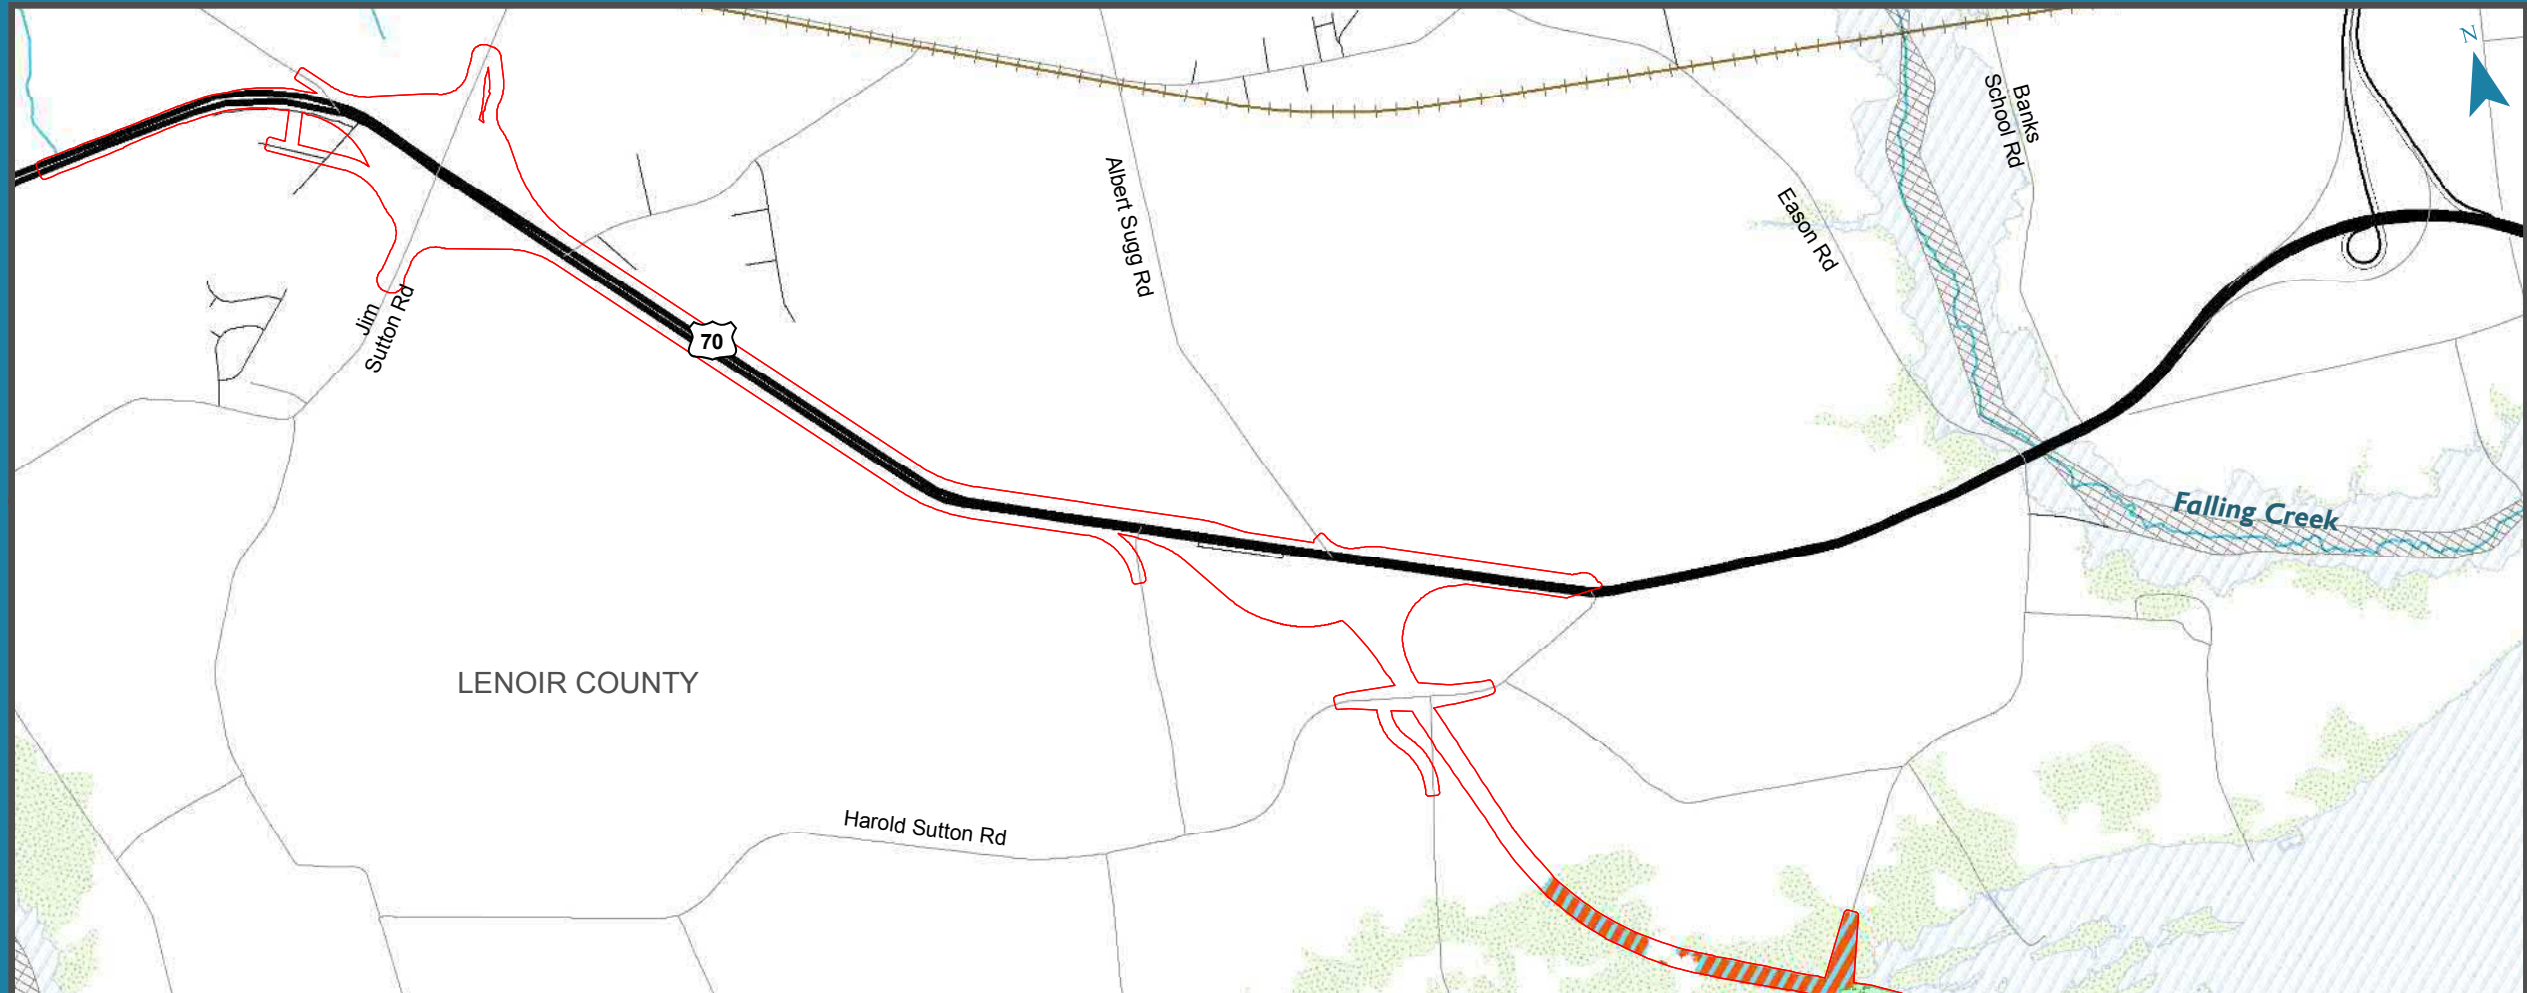 N
Banks
School Rd
Albert Sugg Rd
Eason Rd
Jim
Sutton Rd
70
Falling Creek
LENOIR COUNTY
Harold Sutton Rd